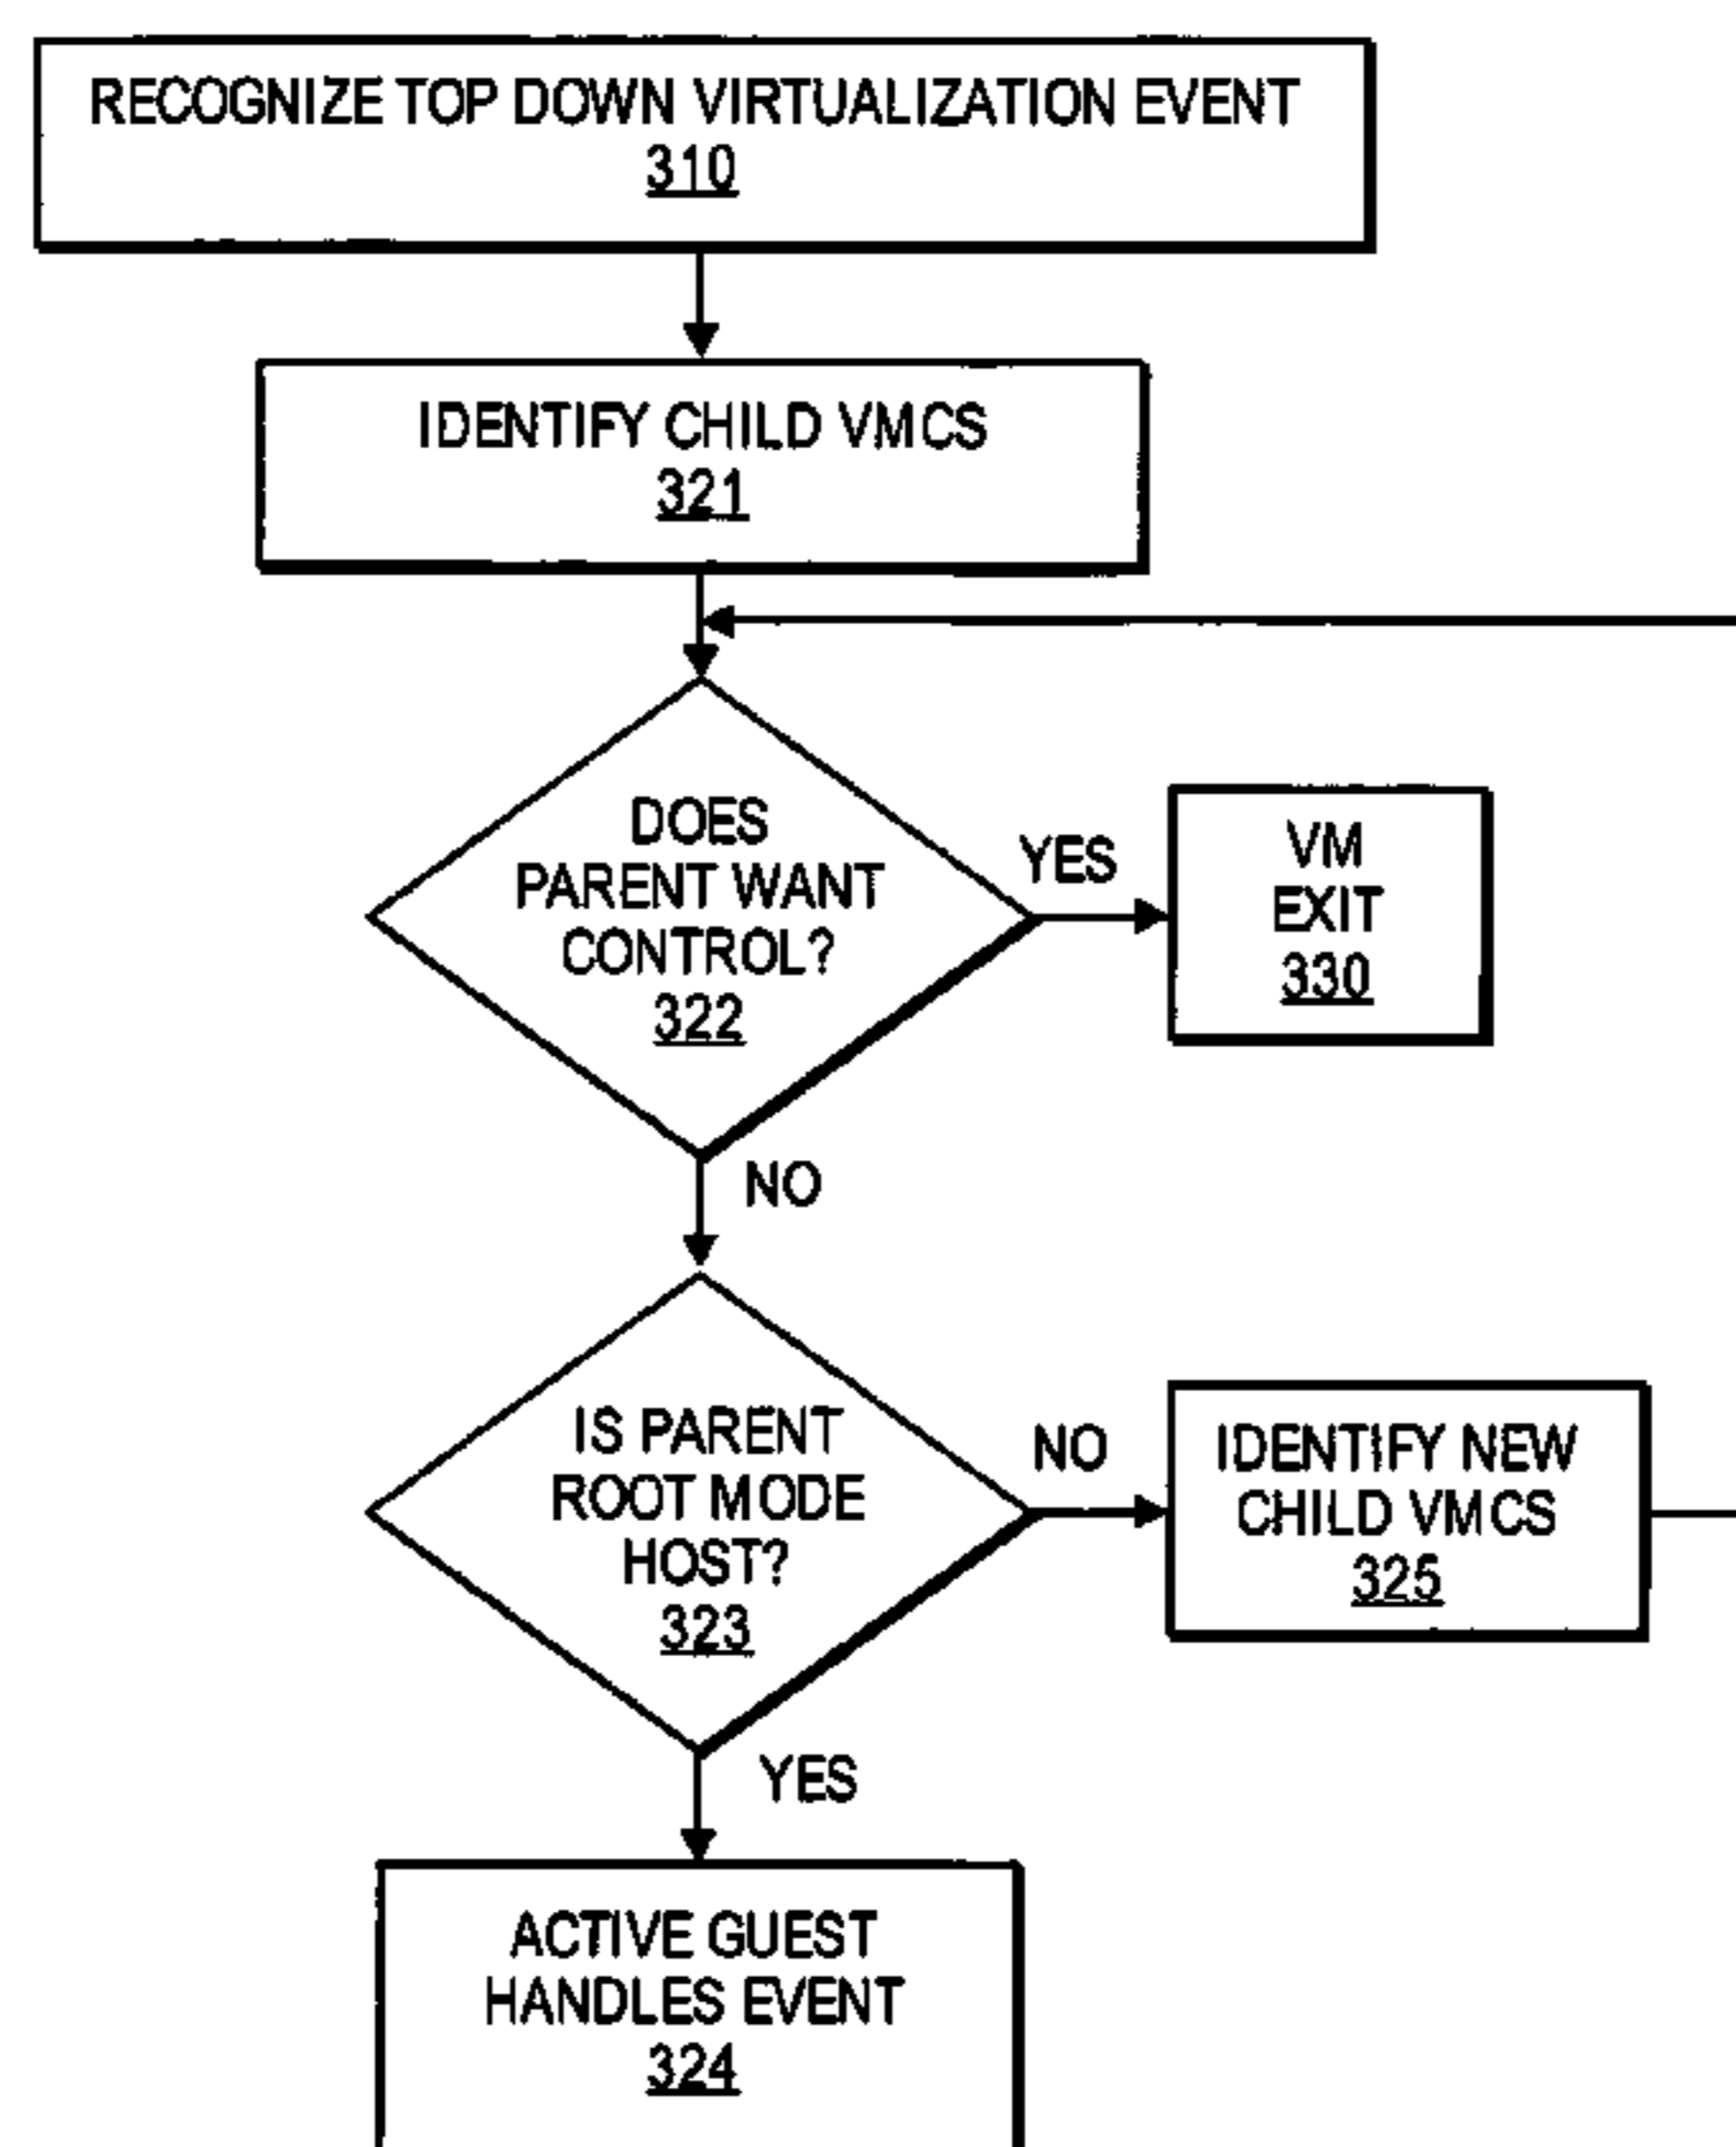 RECOGNIZE TOP DOWN VIRTUALIZATION EVENT
310
IDENTIFY CHILD VMCS
321
DOES
PARENT WANT
CONTROL?
322
YES
VM
EXIT
330
NO
IS PARENT
ROOT MODE
HOST?
323
NO
IDENTIFY NEW
CHILD VMCS
325
YES
ACTIVE GUEST
HANDLES EVENT
324